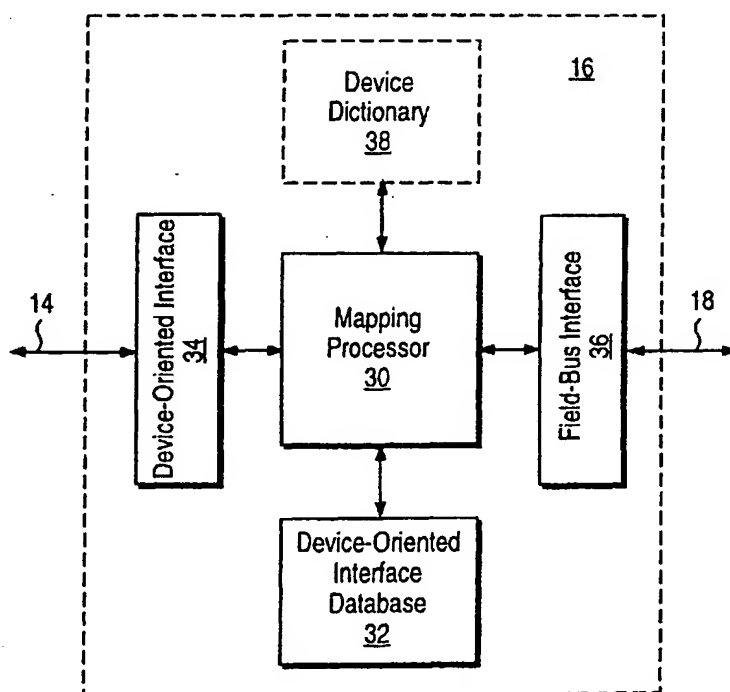 16
Device
Dictionary
38
14
Device-Oriented Interface
34
Mapping
Processor
30
Field-Bus Interface
36
18
Device-Oriented
Interface
Database
32